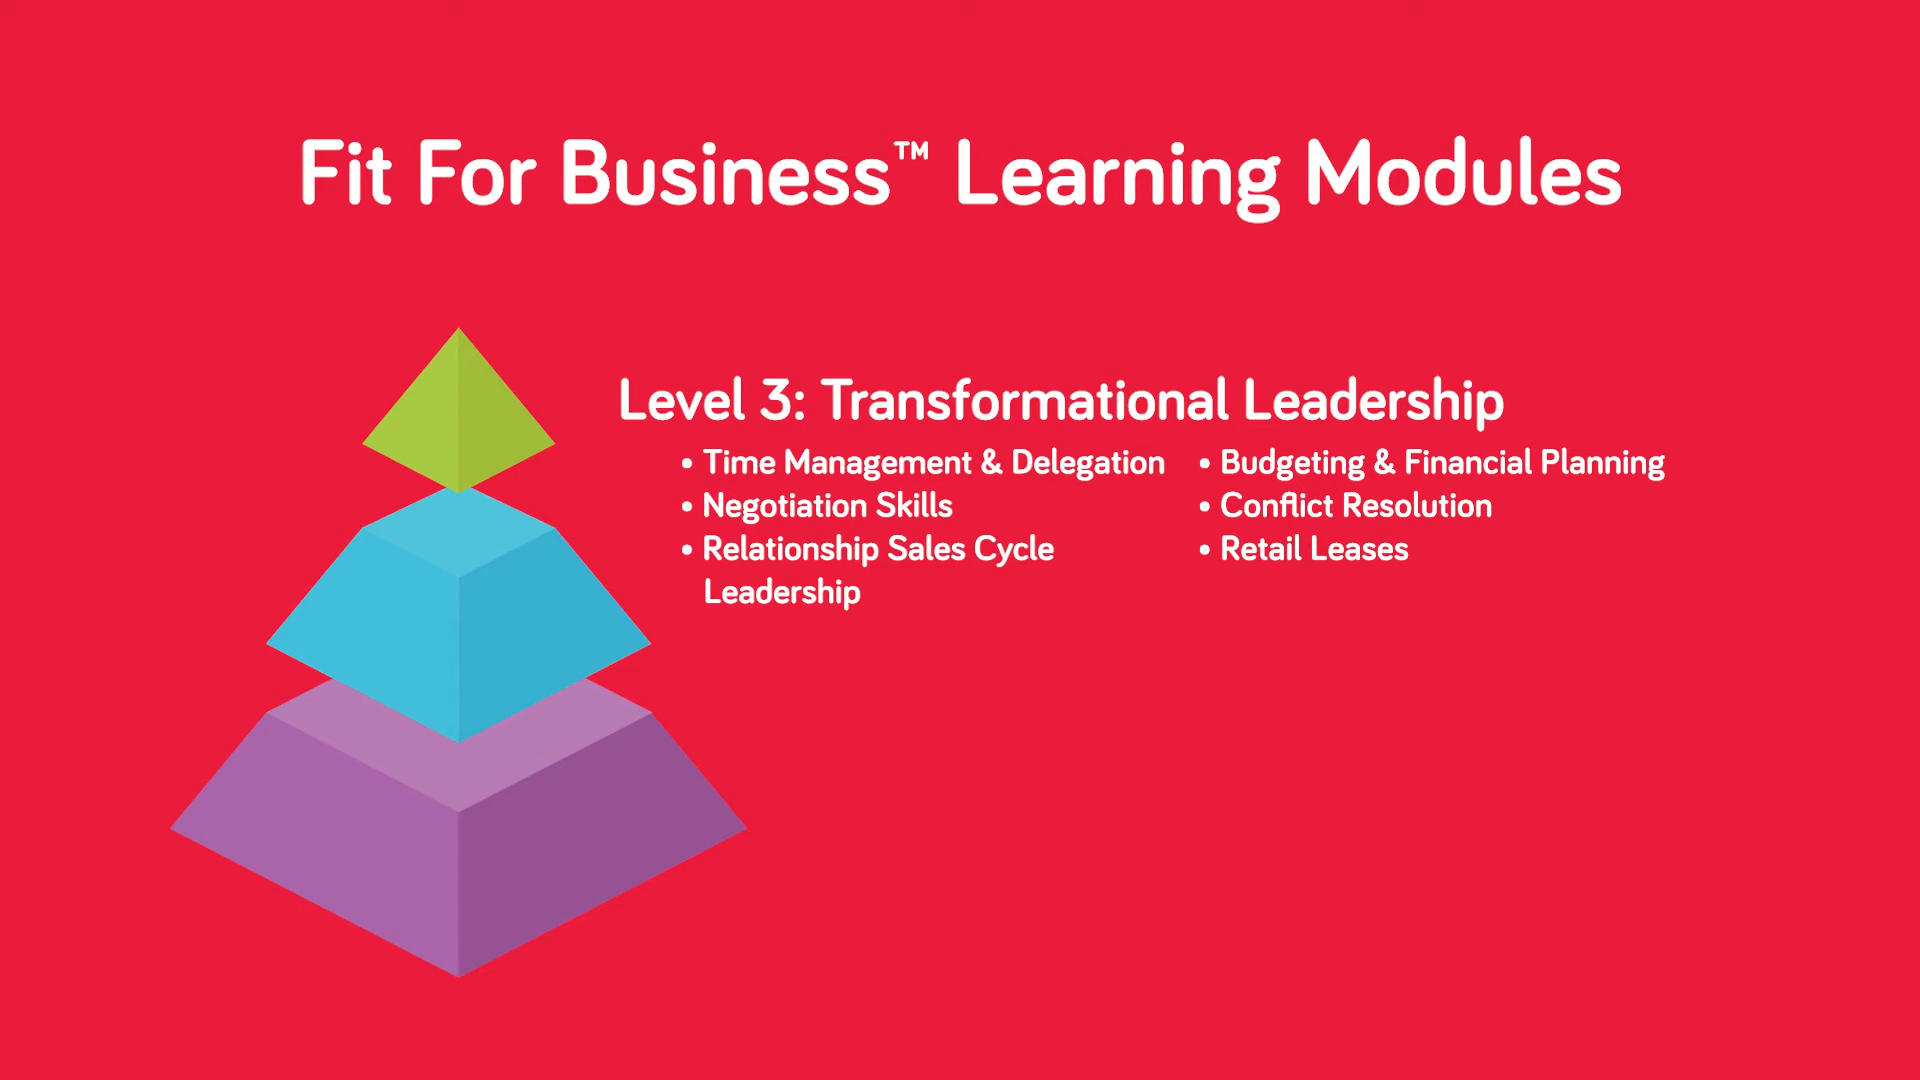 Fit For Business™ Learning Modules
Level 3: Transformational Leadership
• Time Management & Delegation
• Negotiation Skills
• Relationship Sales Cycle
Leadership
• Budgeting & Financial Planning
• Conflict Resolution
• Retail Leases